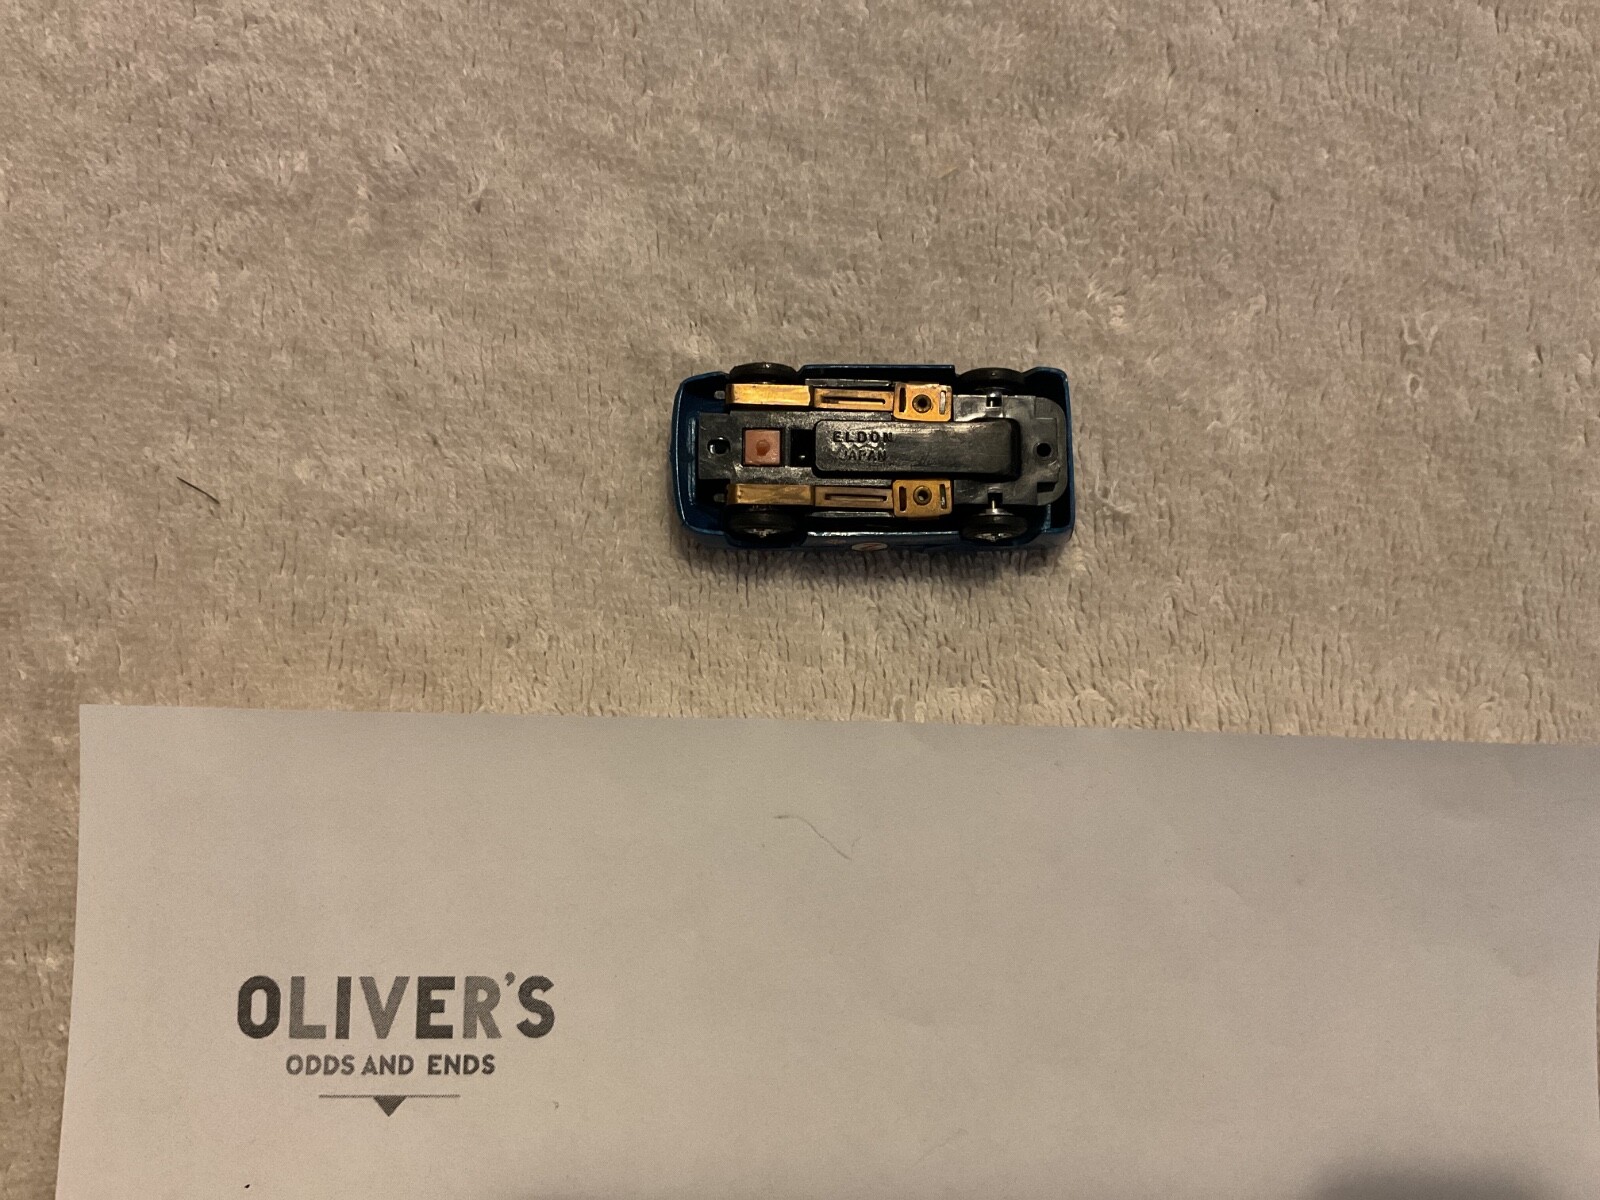 ELDON
JAPAN
OLIVER'S
ODDS AND ENDS